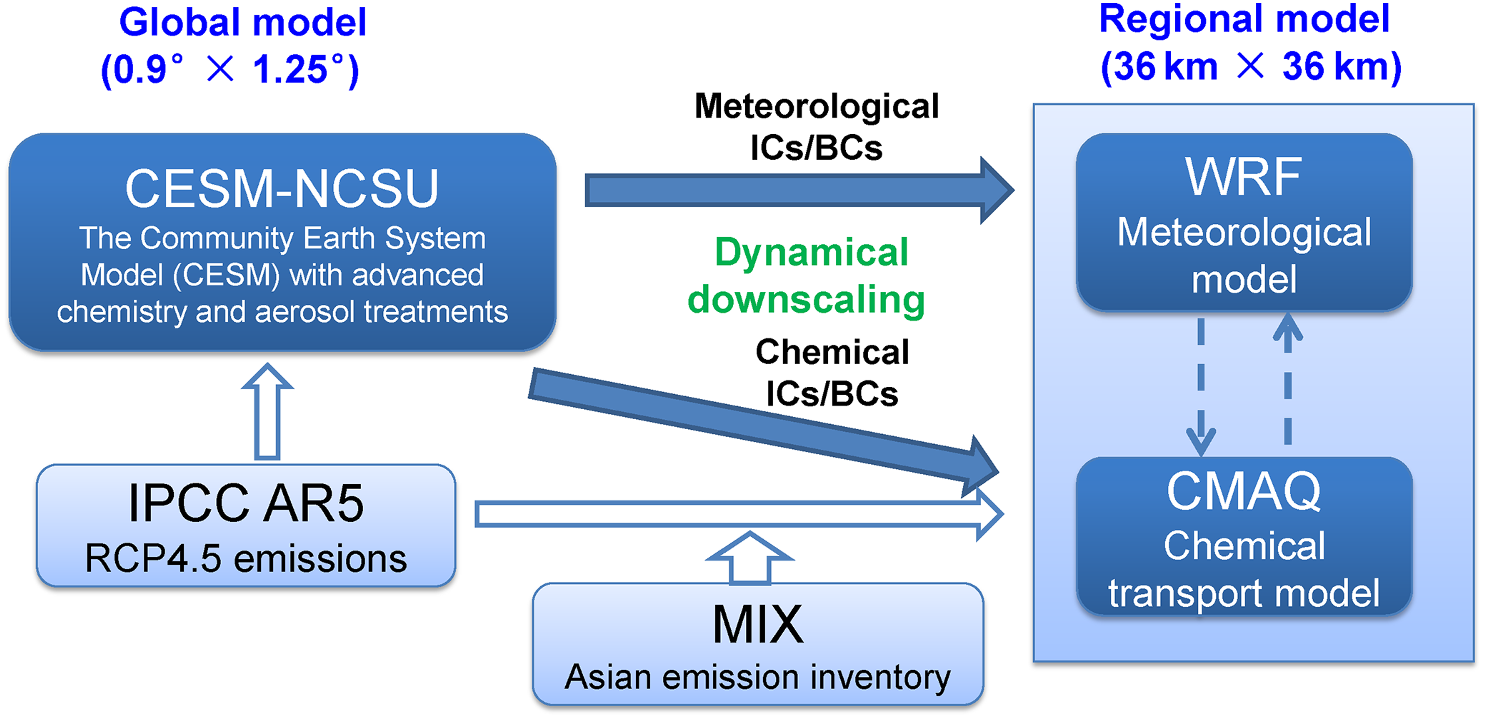 Global model
(0.9° × 1.25°)
Regional model
(36 km × 36 km)
Meteorological
ICs/BCs
CESM-NCSU
The Community Earth System
Model (CESM) with advanced
chemistry and aerosol treatments
WRF
Meteorological
model
Dynamical
downscaling
Chemical
ICs/BCs
IPCC AR5
RCP4.5 emissions
CMAQ
Chemical
transport model
MIX
Asian emission inventory